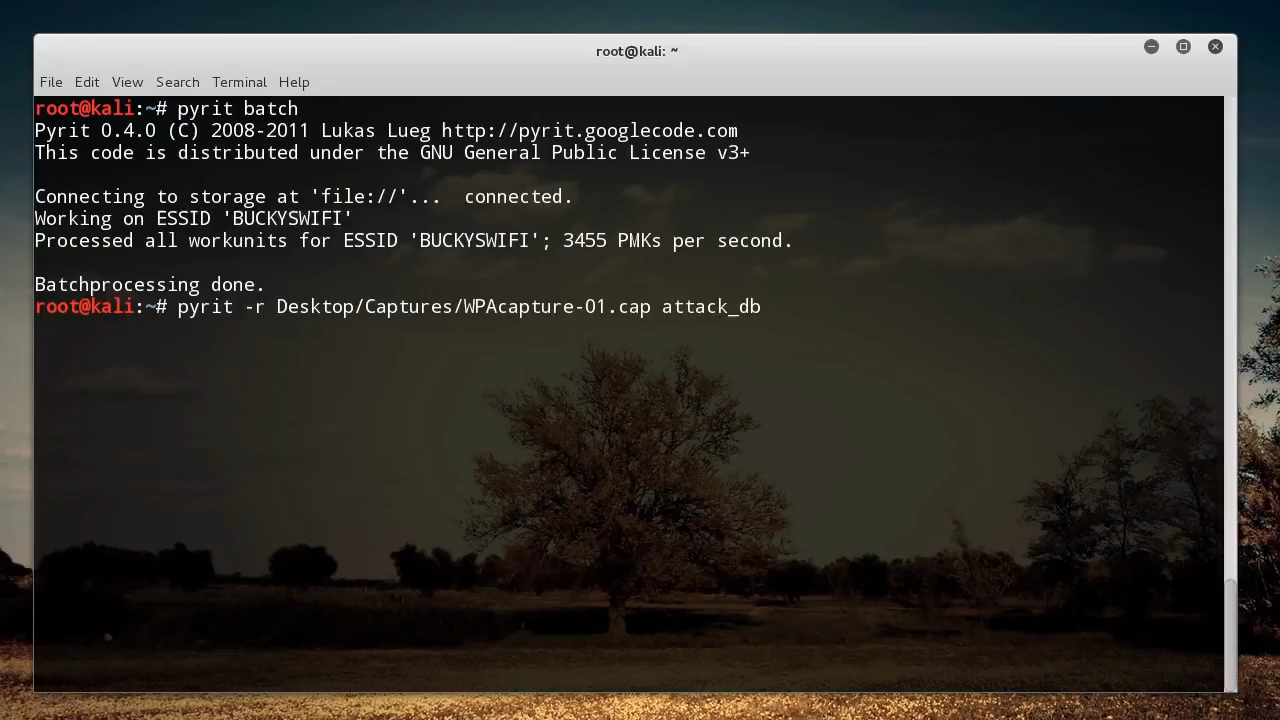 root@kali: ~
File Edit View Search Terminal Help
root@kali:~# pyrit batch
Pyrit 0.4.0 (C) 2008-2011 Lukas Lueg http://pyrit.googlecode.com
This code is distributed under the GNU General Public License v3+
Connecting to storage at 'file://'...  connected.
Working on ESSID 'BUCKYSWIFI'
Processed all workunits for ESSID 'BUCKYSWIFI'; 3455 PMKs per second.
Batchprocessing done.
root@kali:~# pyrit -r Desktop/Captures/WPAcapture-01.cap attack_db